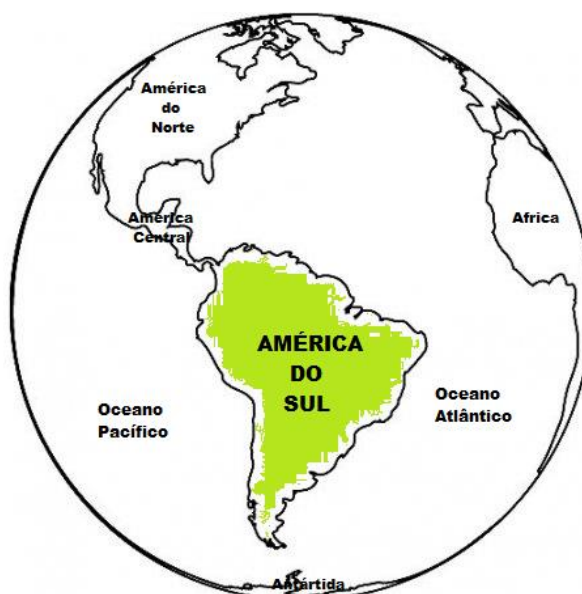 América
do
Norte
América
Central
Africa
AMÉRICA
DO
SUL
Oceano
Pacífico
Oceano
Atlântico
Antártida